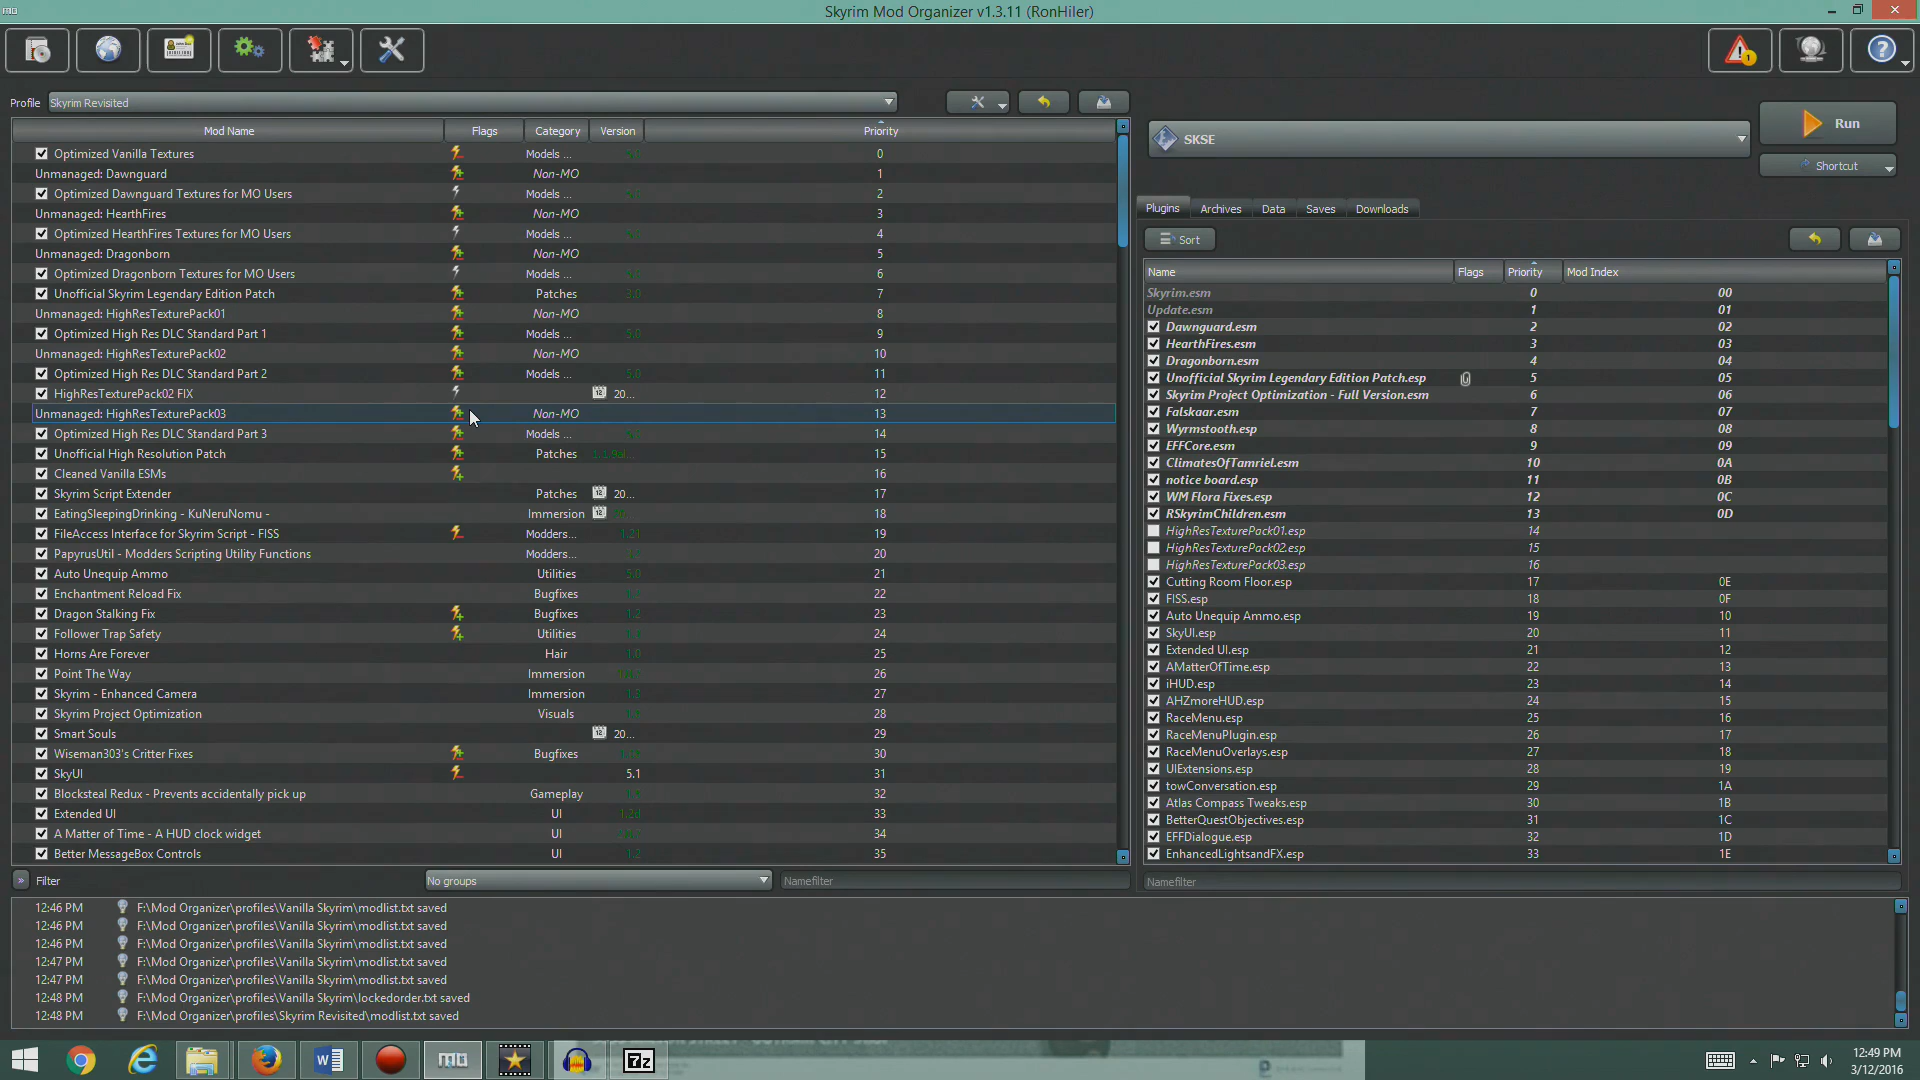 Skyrim Mod Organizer v1.3.11 (RonHiler)
Profile Skyrim Revisited
Mod Name Flags Category Version Priority
Optimized Vanilla Textures Models ... 0
Unmanaged: Dawnguard Non-MO 1
Optimized Dawnguard Textures for MO Users Models ... 2
Unmanaged: HearthFires Non-MO 3
Optimized HearthFires Textures for MO Users Models ... 4
Unmanaged: Dragonborn Non-MO 5
Optimized Dragonborn Textures for MO Users Models ... 6
Unofficial Skyrim Legendary Edition Patch Patches 3.0 7
Unmanaged: HighResTexturePack01 Non-MO 8
Optimized High Res DLC Standard Part 1 Models ... 5.0 9
Unmanaged: HighResTexturePack02 Non-MO 10
Optimized High Res DLC Standard Part 2 Models ... 5.0 11
HighResTexturePack02 FIX 20... 12
Unmanaged: HighResTexturePack03 Non-MO 13
Optimized High Res DLC Standard Part 3 Models ... 14
Unofficial High Resolution Patch Patches 15
Cleaned Vanilla ESMs 16
Skyrim Script Extender Patches 20... 17
EatingSleepingDrinking - KuNeruNomu - Immersion 18
FileAccess Interface for Skyrim Script - FISS Modders... 1.21 19
PapyrusUtil - Modders Scripting Utility Functions Modders... 20
Auto Unequip Ammo Utilities 5.0 21
Enchantment Reload Fix Bugfixes 22
Dragon Stalking Fix Bugfixes 1.2 23
Follower Trap Safety Utilities 24
Horns Are Forever Hair 1.0 25
Point The Way Immersion 26
Skyrim - Enhanced Camera Immersion 27
Skyrim Project Optimization Visuals 28
Smart Souls 20... 29
Wiseman303's Critter Fixes Bugfixes 30
SkyUI 5.1 31
Blocksteal Redux - Prevents accidentally pick up Gameplay 32
Extended UI UI 33
A Matter of Time - A HUD clock widget UI 34
Better MessageBox Controls UI 1.2 35
Filter No groups Namefilter
SKSE
Run
Shortcut
Plugins Archives Data Saves Downloads
Sort
Name Flags Priority Mod Index
Skyrim.esm 0 00
Update.esm 1 01
Dawnguard.esm 2 02
HearthFires.esm 3 03
Dragonborn.esm 4 04
Unofficial Skyrim Legendary Edition Patch.esp 5 05
Skyrim Project Optimization - Full Version.esm 6 06
Falskaar.esm 7 07
Wyrmstooth.esp 8 08
EFFCore.esm 9 09
ClimatesOfTamriel.esm 10 0A
notice board.esp 11 0B
WM Flora Fixes.esp 12 0C
RSkyrimChildren.esm 13 0D
HighResTexturePack01.esp 14
HighResTexturePack02.esp 15
HighResTexturePack03.esp 16
Cutting Room Floor.esp 17 0E
FISS.esp 18 0F
Auto Unequip Ammo.esp 19 10
SkyUI.esp 20 11
Extended UI.esp 21 12
AMatterOfTime.esp 22 13
iHUD.esp 23 14
AHZmoreHUD.esp 24 15
RaceMenu.esp 25 16
RaceMenuPlugin.esp 26 17
RaceMenuOverlays.esp 27 18
UIExtensions.esp 28 19
towConversation.esp 29 1A
Atlas Compass Tweaks.esp 30 1B
BetterQuestObjectives.esp 31 1C
EFFDialogue.esp 32 1D
EnhancedLightsandFX.esp 33 1E
Namefilter
12:46 PM F:\Mod Organizer\profiles\Vanilla Skyrim\modlist.txt saved
12:46 PM F:\Mod Organizer\profiles\Vanilla Skyrim\modlist.txt saved
12:46 PM F:\Mod Organizer\profiles\Vanilla Skyrim\modlist.txt saved
12:47 PM F:\Mod Organizer\profiles\Vanilla Skyrim\modlist.txt saved
12:47 PM F:\Mod Organizer\profiles\Vanilla Skyrim\modlist.txt saved
12:48 PM F:\Mod Organizer\profiles\Vanilla Skyrim\lockedorder.txt saved
12:48 PM F:\Mod Organizer\profiles\Skyrim Revisited\modlist.txt saved
7z
12:49 PM
3/12/2016